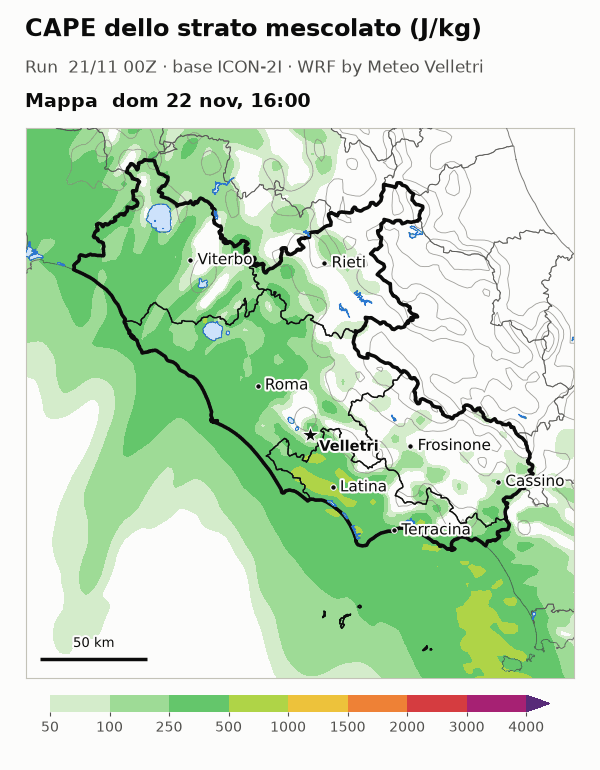 CAPE dello strato mescolato (J/kg)
Run  21/11 00Z · base ICON-2I · WRF by Meteo Velletri
Mappa  dom 22 nov, 16:00
Viterbo
Rieti
Roma
Velletri
Frosinone
Latina
Cassino
Terracina
50 km
50 100 250 500 1000 1500 2000 3000 4000